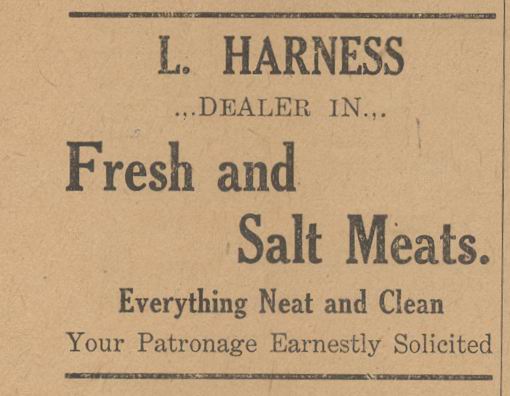 L. HARNESS
.,.DEALER IN.,.
Fresh and
Salt Meats.
Everything Neat and Clean
Your Patronage Earnestly Solicited